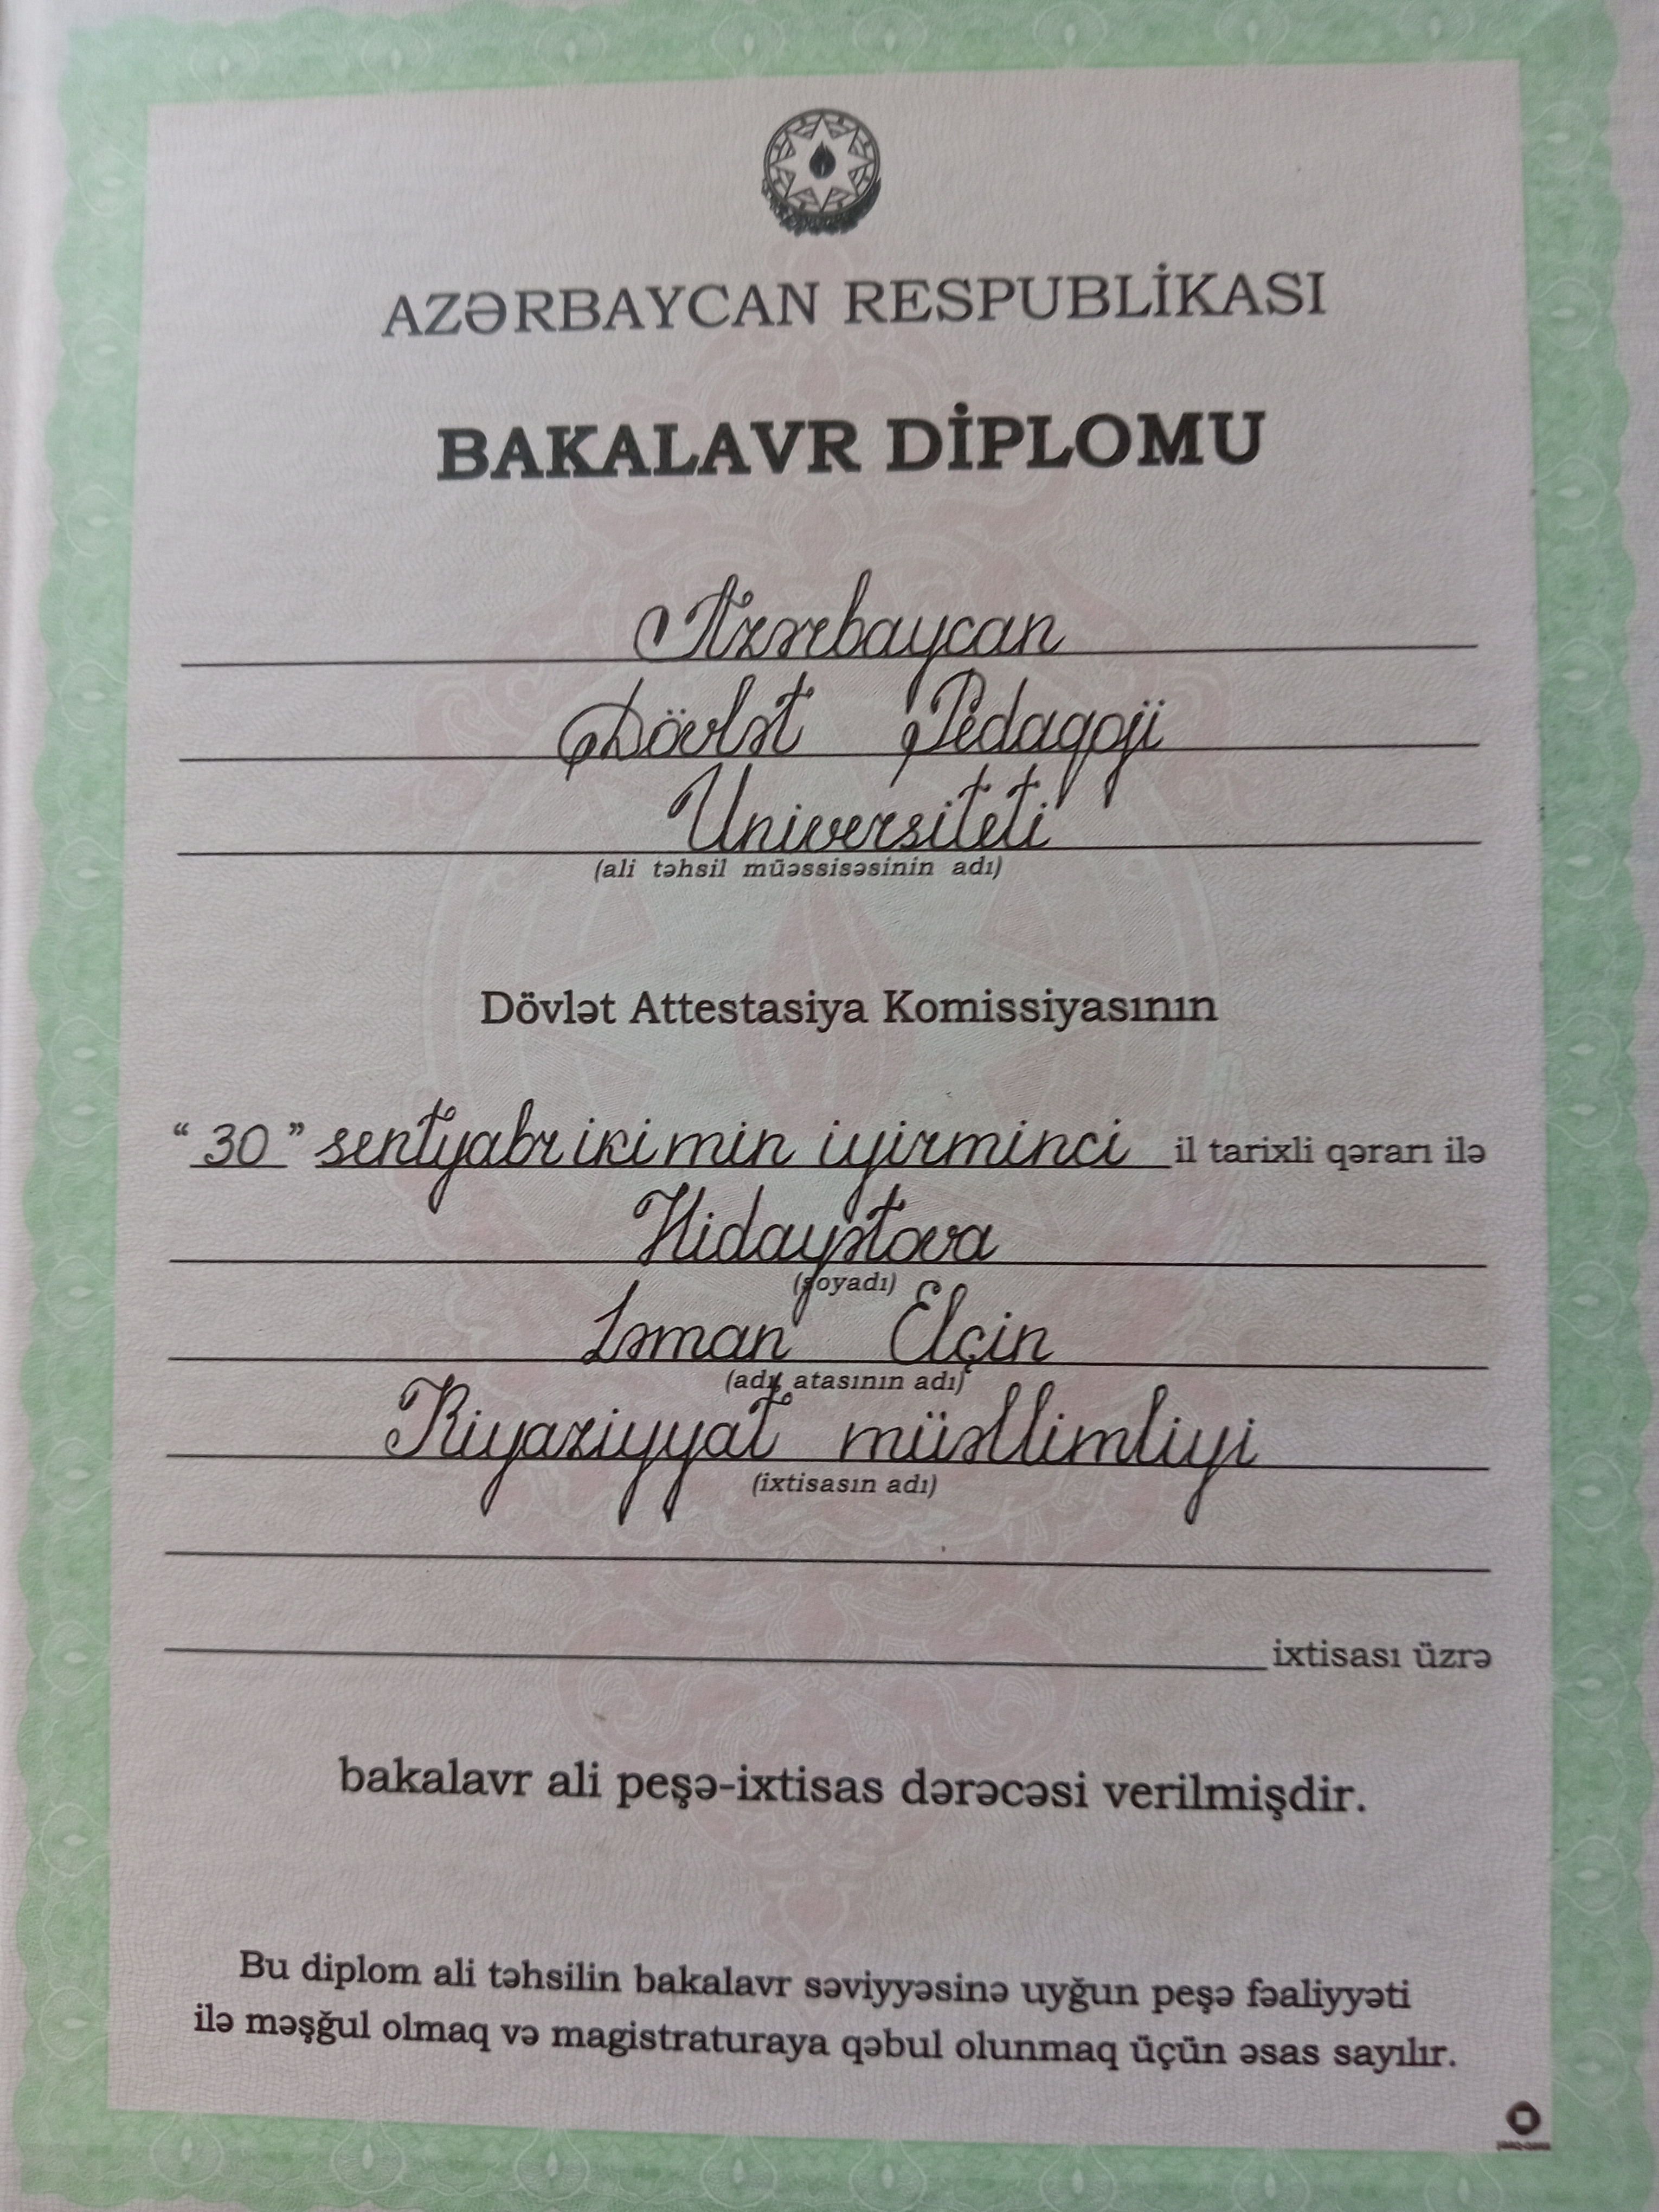 AZƏRBAYCAN RESPUBLİKASI
BAKALAVR DİPLOMU
Azərbaycan
Dövlət Pedaqoji
Universiteti
(ali təhsil müəssisəsinin adı)
Dövlət Attestasiya Komissiyasının
“30” sentyabr iki min iyirminci il tarixli qərarı ilə
Hidayətova
(soyadı)
Ləman Elçin
(adı, atasının adı)
Riyaziyyat müəllimliyi
(ixtisasın adı)
ixtisası üzrə
bakalavr ali peşə-ixtisas dərəcəsi verilmişdir.
Bu diplom ali təhsilin bakalavr səviyyəsinə uyğun peşə fəaliyyəti
ilə məşğul olmaq və magistraturaya qəbul olunmaq üçün əsas sayılır.